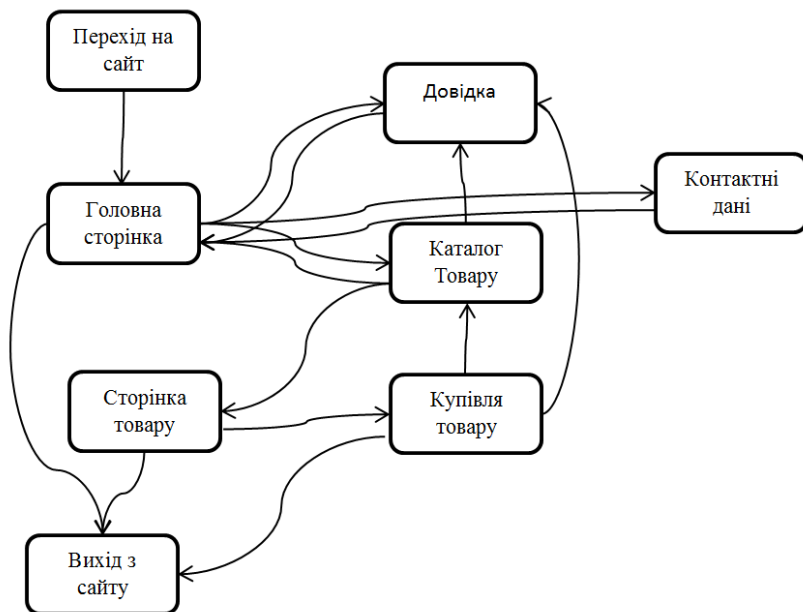 Перехід на
сайт
Довідка
Головна
сторінка
Контактні
дані
Каталог
Товару
Сторінка
товару
Купівля
товару
Вихід з
сайту